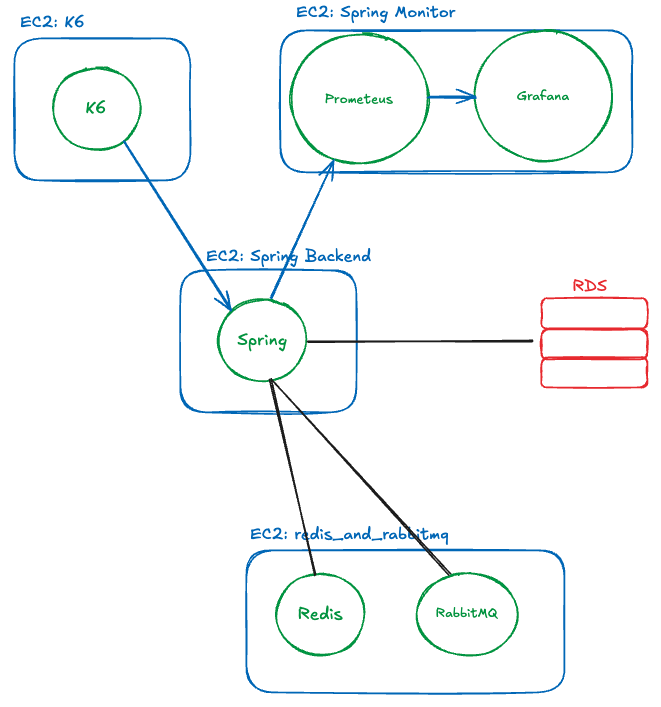 EC2: K6
EC2: Spring Monitor
K6
Prometeus
Grafana
EC2: Spring Backend
Spring
RDS
EC2: redis_and_rabbitmq
Redis
RabbitMQ